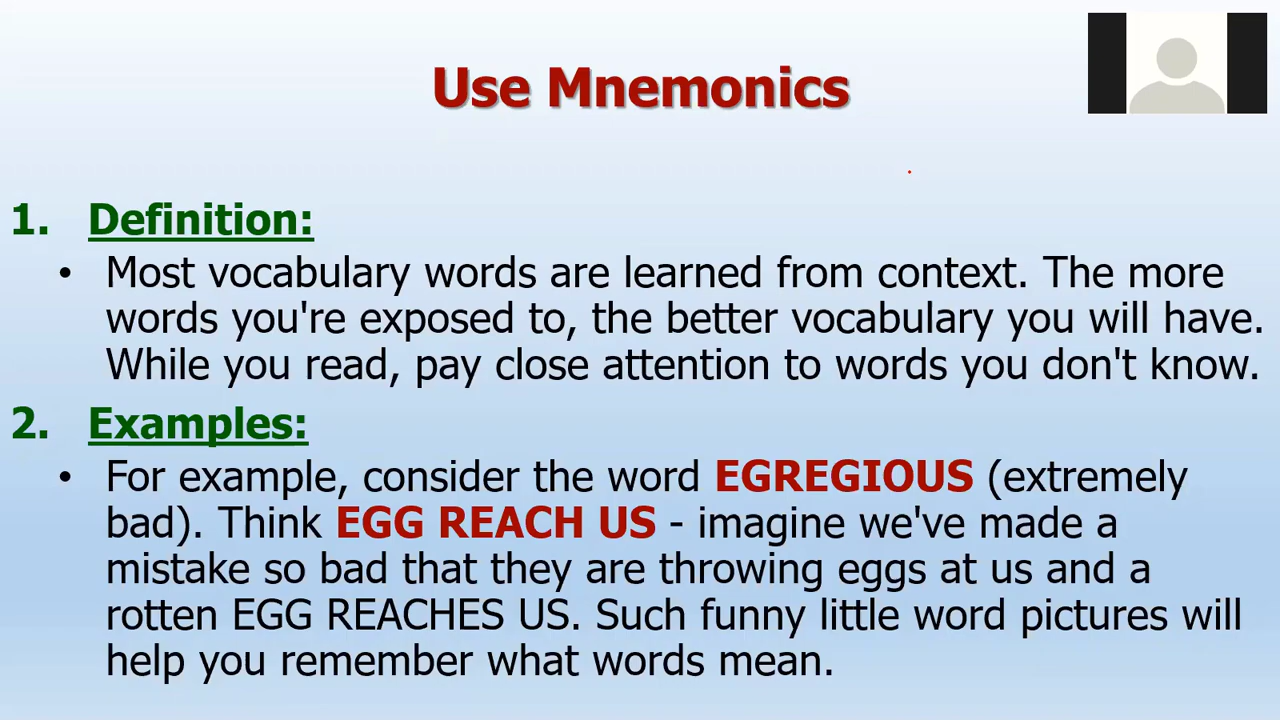 Use Mnemonics
1. Definition:
• Most vocabulary words are learned from context. The more
words you're exposed to, the better vocabulary you will have.
While you read, pay close attention to words you don't know.
2. Examples:
• For example, consider the word EGREGIOUS (extremely
bad). Think EGG REACH US - imagine we've made a
mistake so bad that they are throwing eggs at us and a
rotten EGG REACHES US. Such funny little word pictures will
help you remember what words mean.